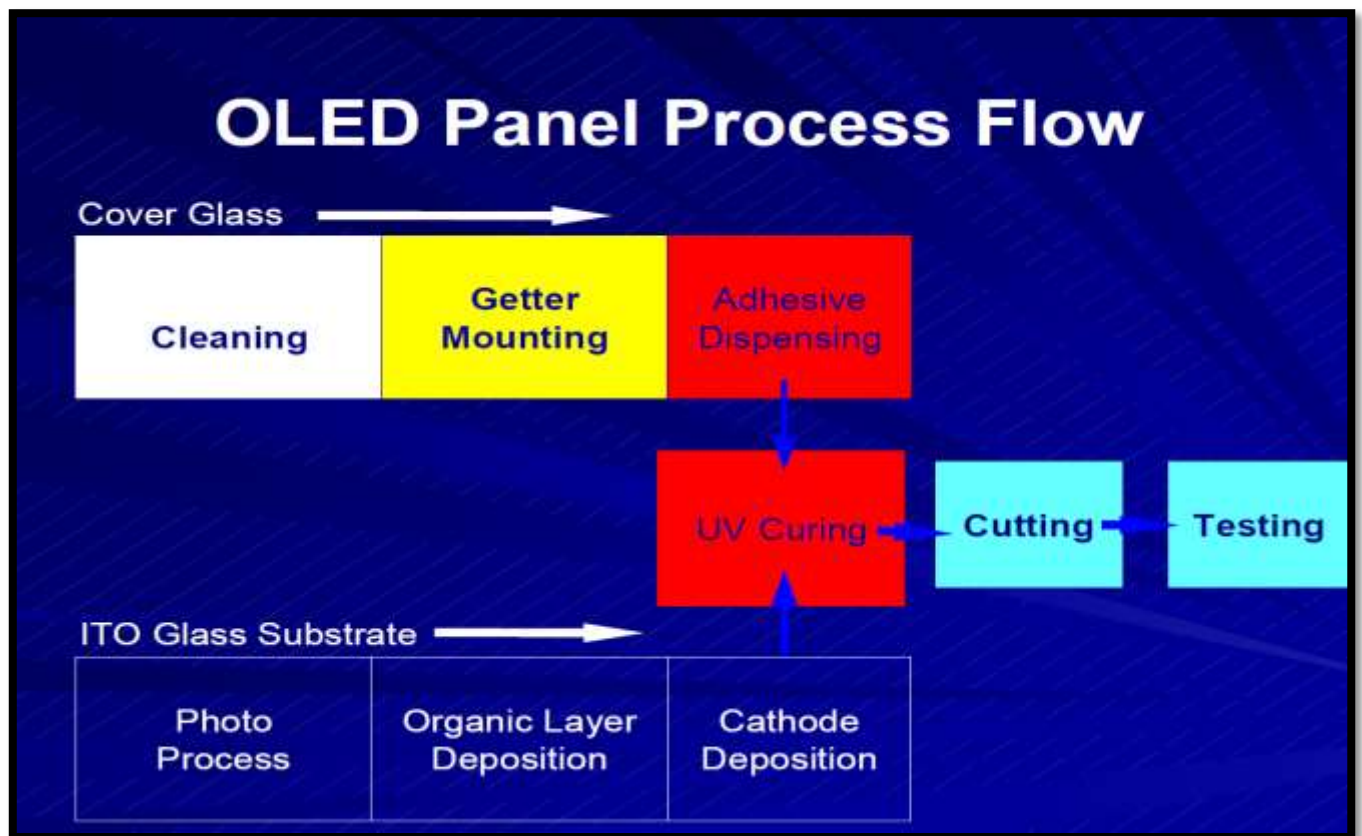 OLED Panel Process Flow
Cover Glass
Cleaning
Getter
Mounting
Adhesive
Dispensing
UV Curing
Cutting
Testing
ITO Glass Substrate
Photo
Process
Organic Layer
Deposition
Cathode
Deposition